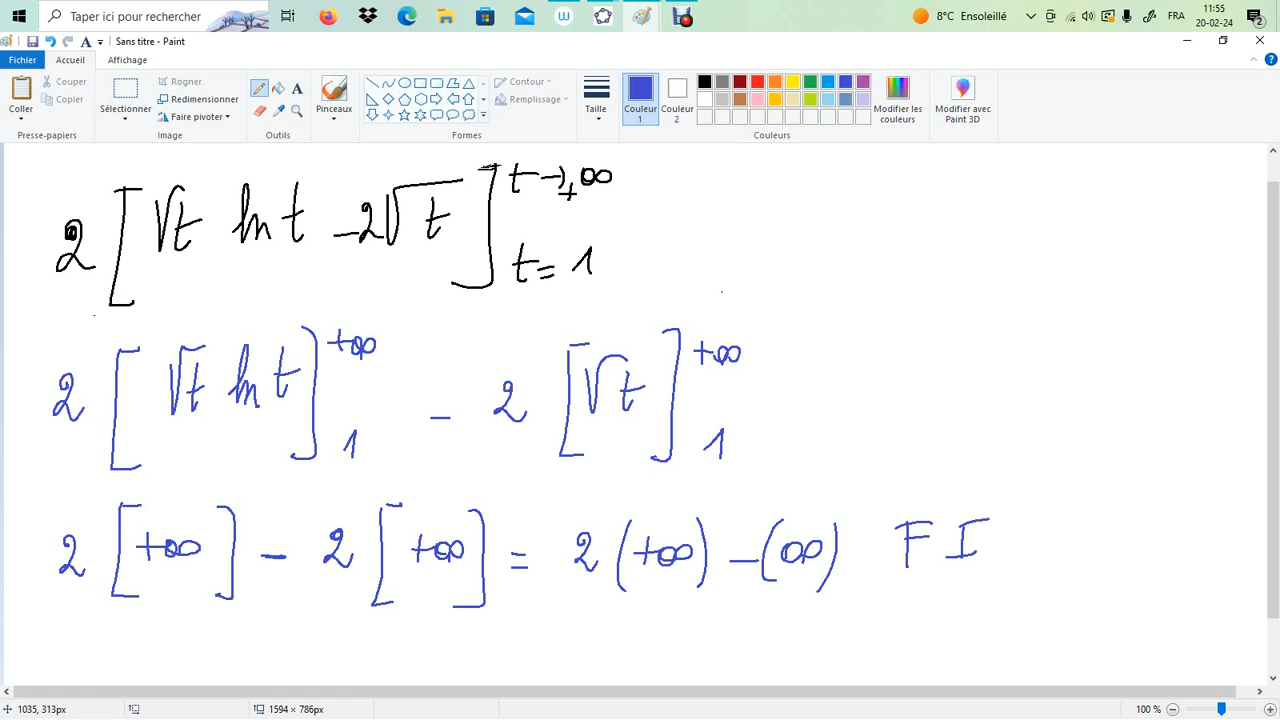 Taper ici pour rechercher
8°C Ensoleillé
FRA
11:55
20-02-24
2
Sans titre - Paint
Fichier Accueil Affichage
Coller
Couper
Copier
Presse-papiers
Sélectionner
Rogner
Redimensionner
Faire pivoter
Image
Outils
Pinceaux
Formes
Contour
Remplissage
Taille
Couleur 1
Couleur 2
Couleurs
Modifier les couleurs
Modifier avec Paint 3D
2 [√t ln t - 2√t] t→+∞ t = 1
2 [√t ln t] +∞ 1 - 2 [√t] +∞ 1
2 [+∞] - 2 [+∞] = 2 (+∞) - (∞) F I
1035, 313px
1594 × 786px
100 %